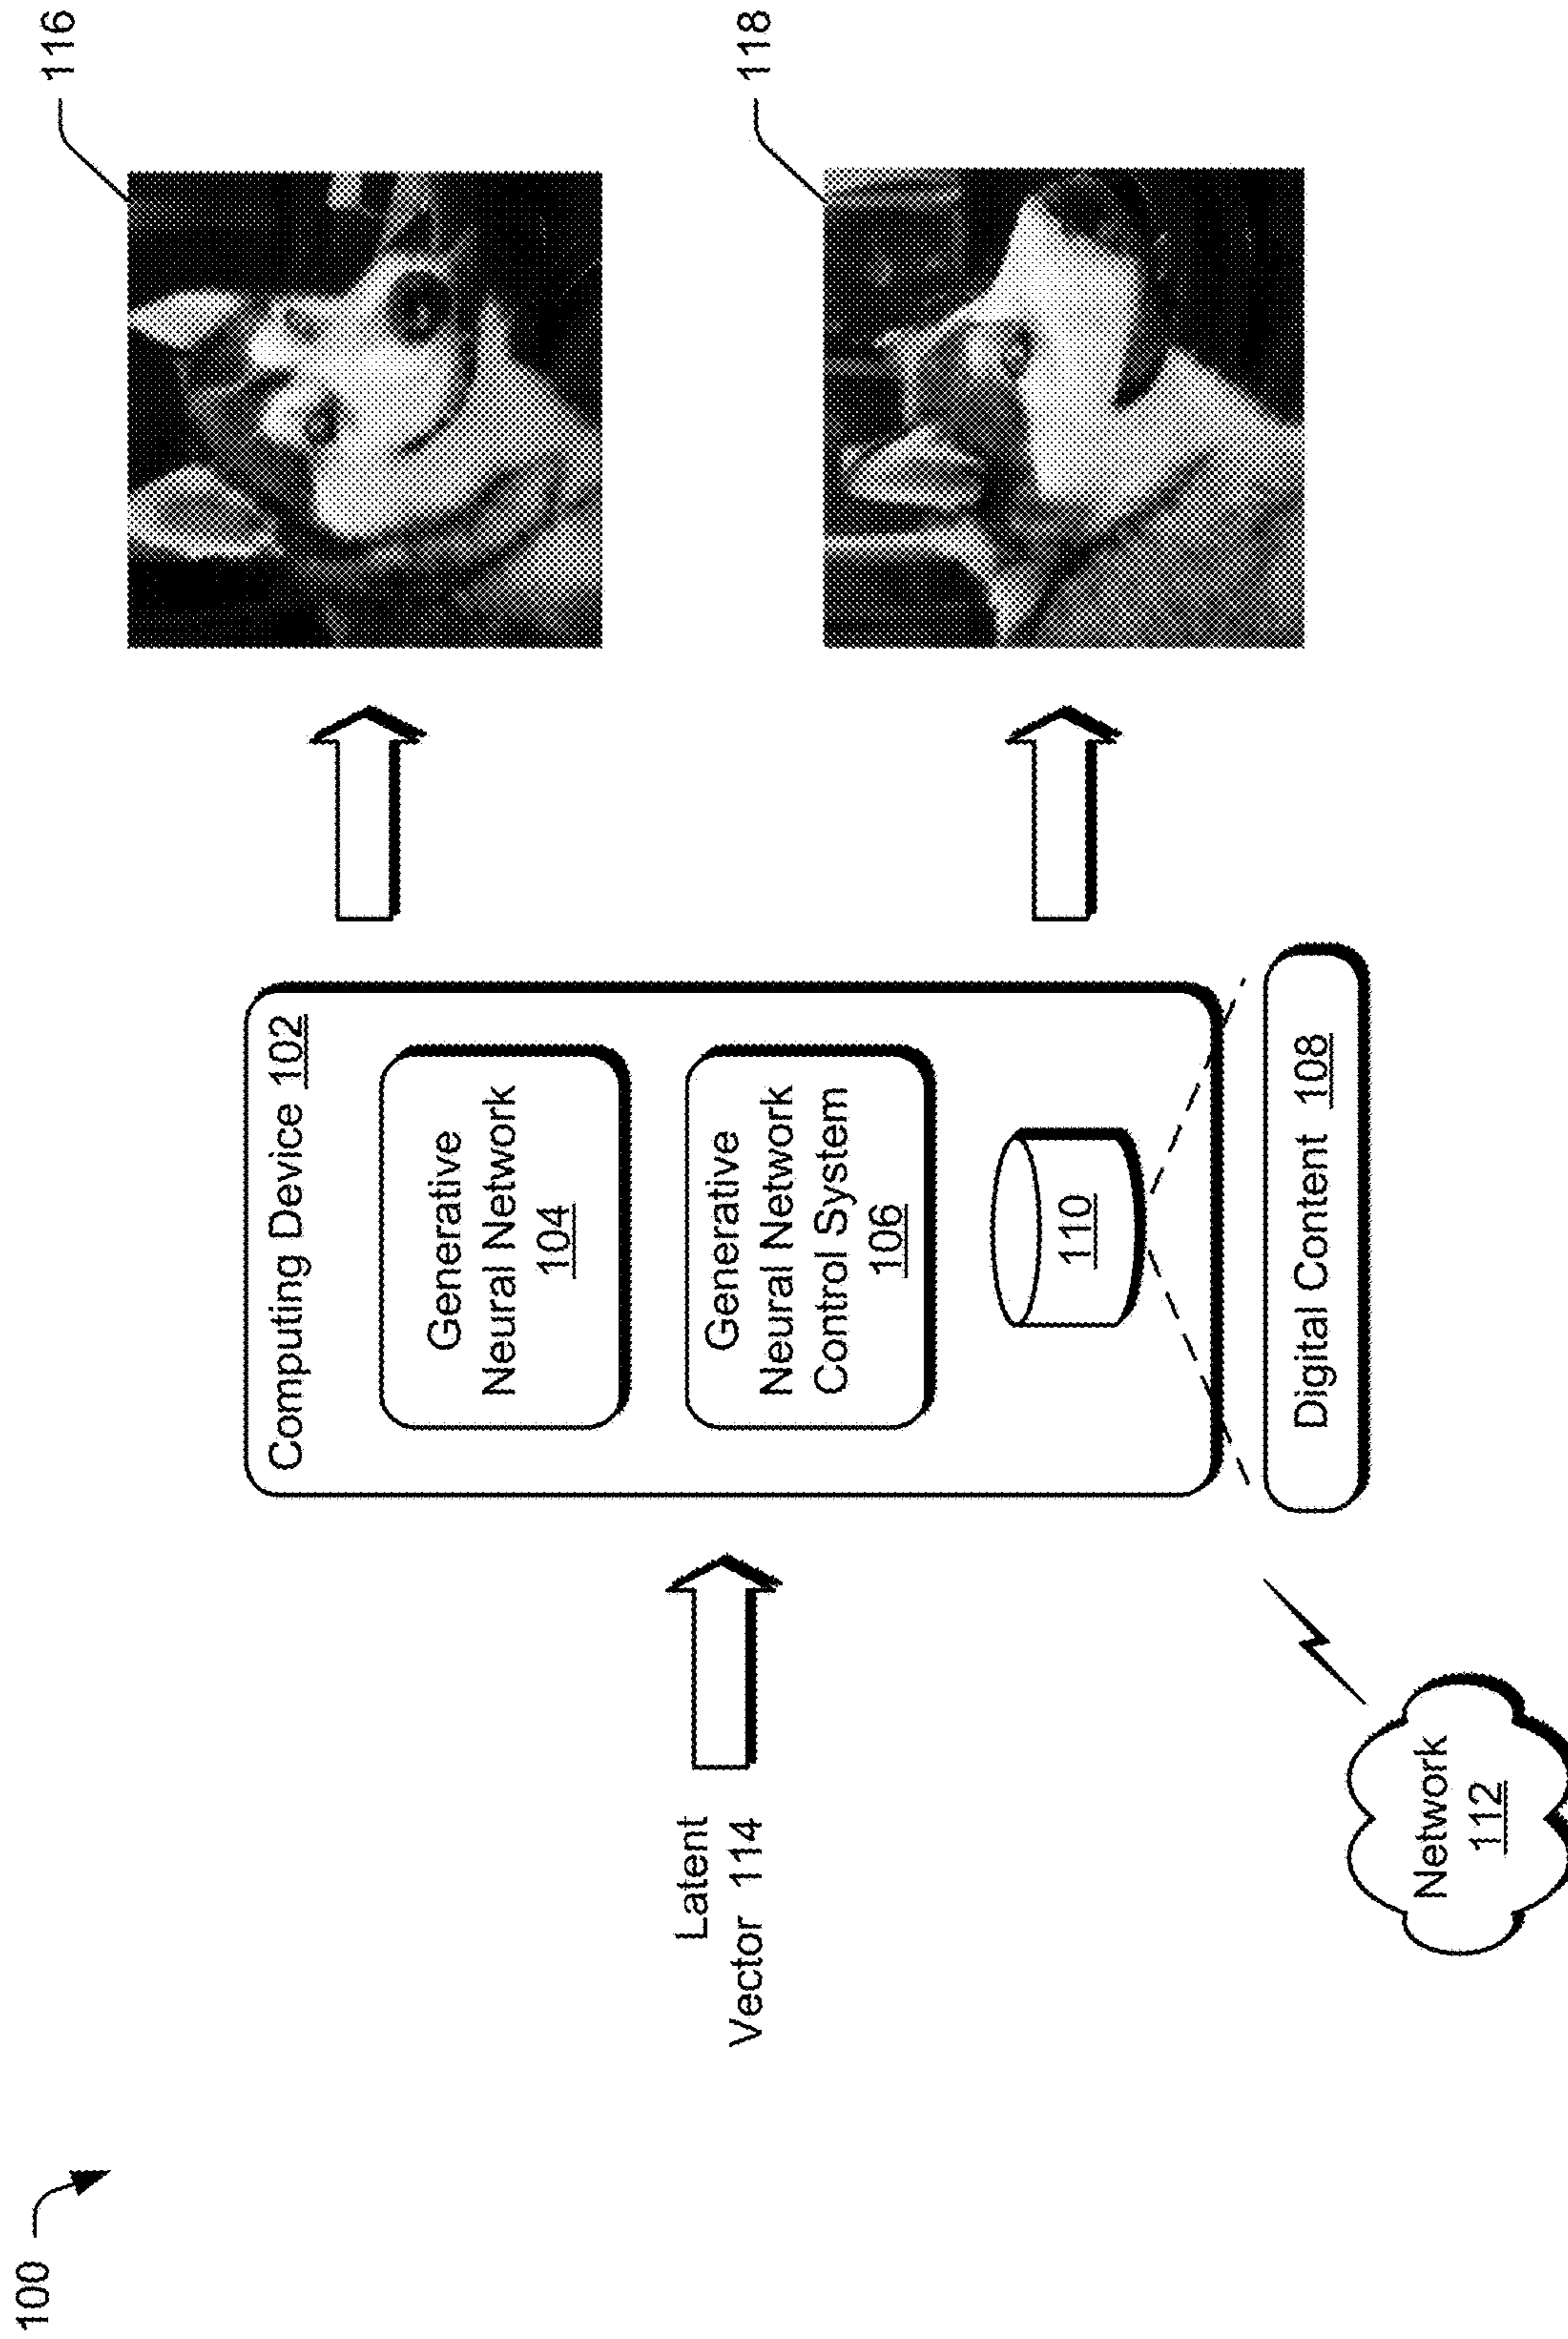 100
Latent
Vector 114
Network
112
Computing Device 102
Generative
Neural Network
104
Generative
Neural Network
Control System
106
110
Digital Content 108
116
118